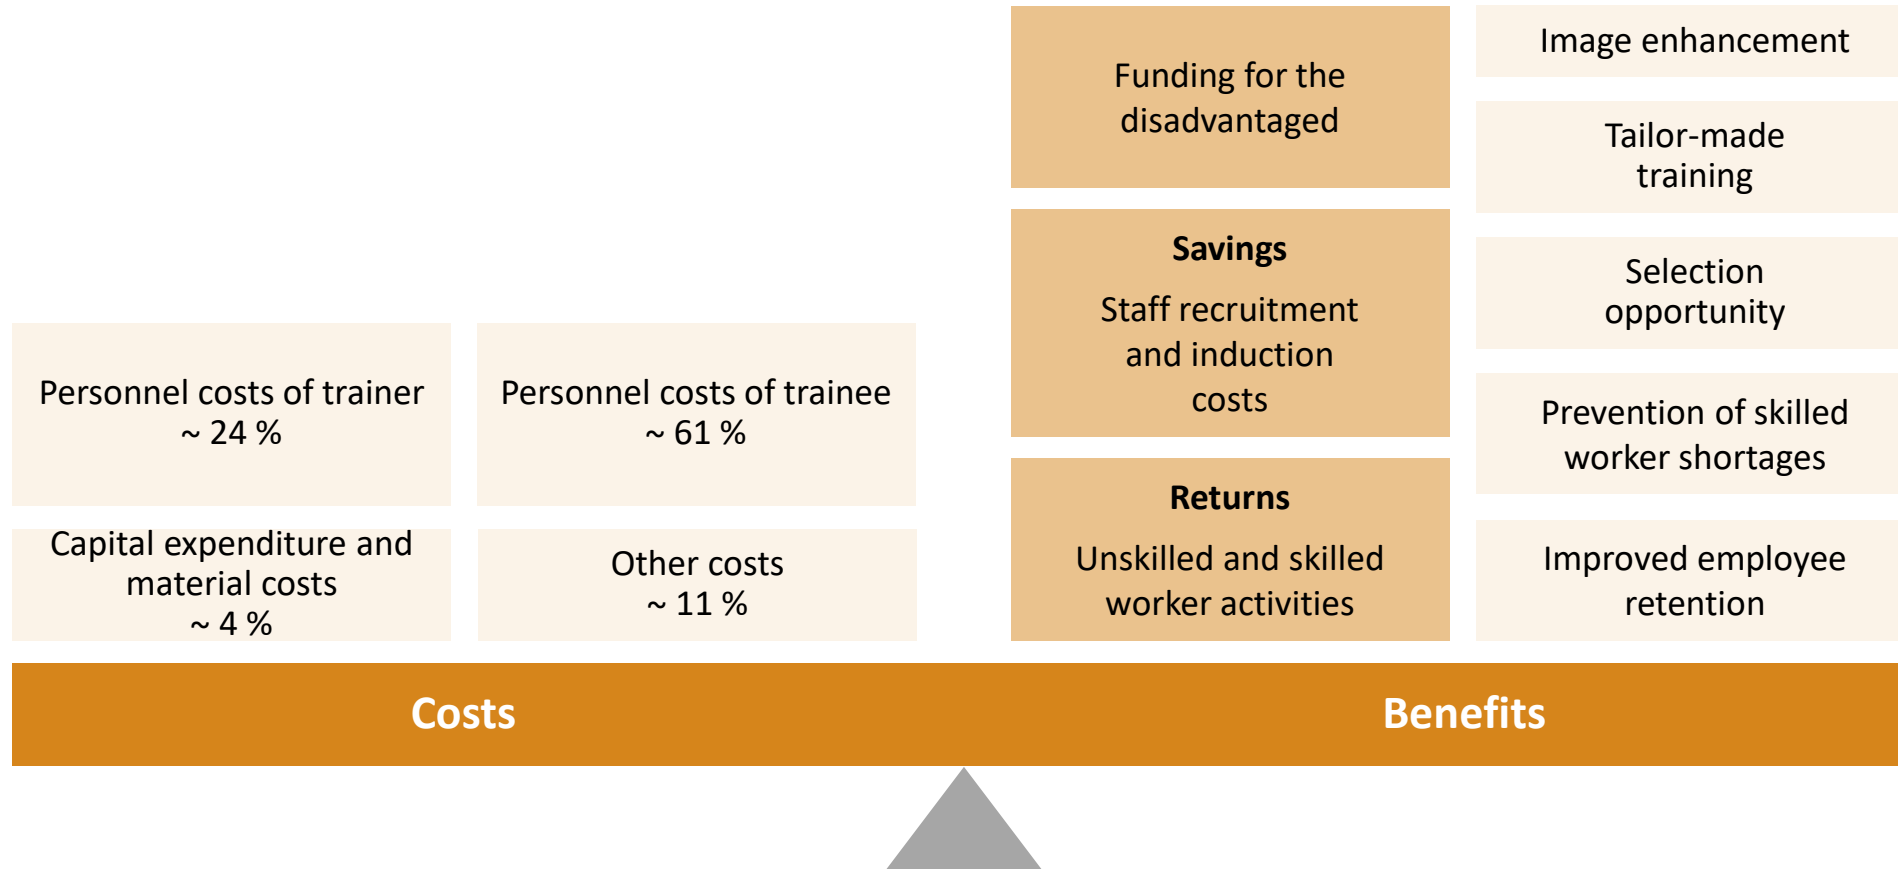 Personnel costs of trainer
~ 24 %
Personnel costs of trainee
~ 61 %
Capital expenditure and
material costs
~ 4 %
Other costs
~ 11 %
Funding for the
disadvantaged
Savings
Staff recruitment
and induction
costs
Returns
Unskilled and skilled
worker activities
Image enhancement
Tailor-made
training
Selection
opportunity
Prevention of skilled
worker shortages
Improved employee
retention
Costs
Benefits